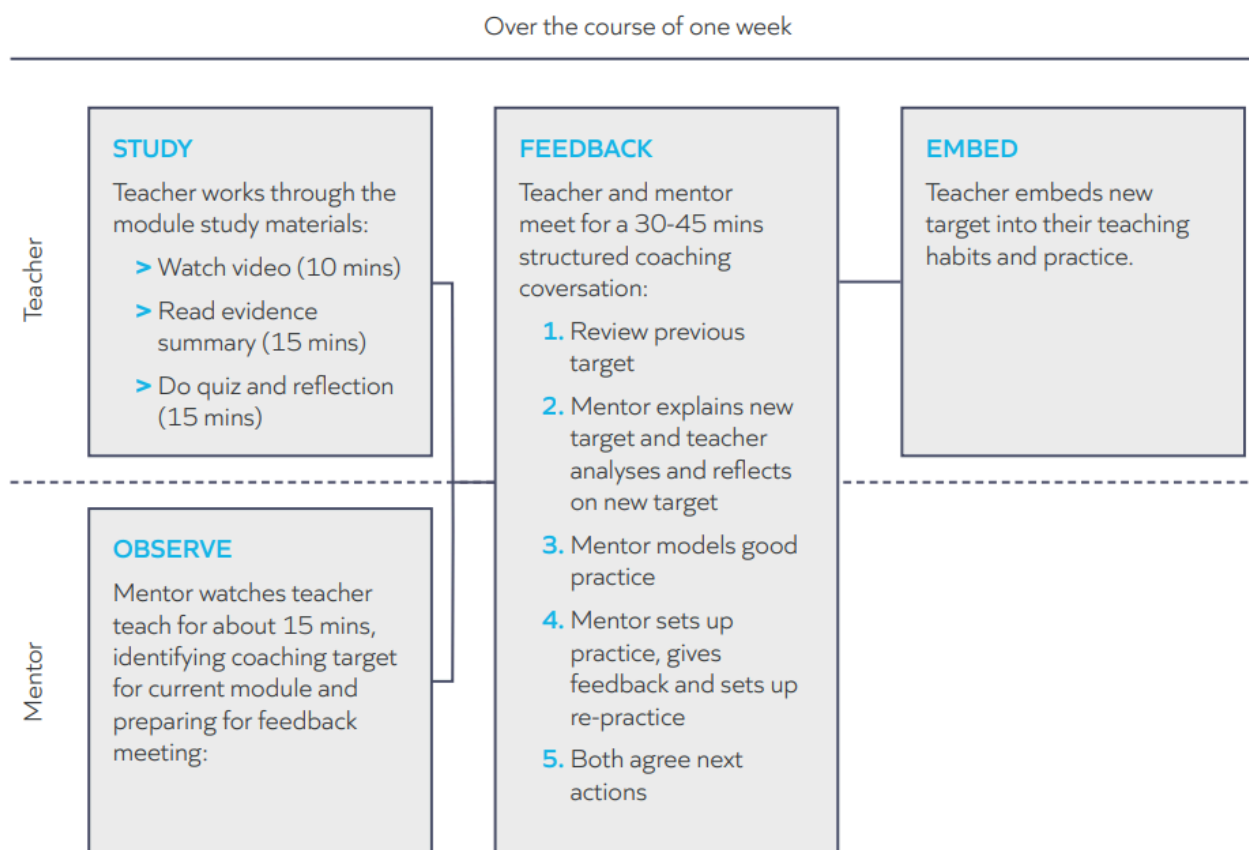 Over the course of one week
Teacher
STUDY
Teacher works through the
module study materials:
> Watch video (10 mins)
> Read evidence
summary (15 mins)
> Do quiz and reflection
(15 mins)
Mentor
OBSERVE
Mentor watches teacher
teach for about 15 mins,
identifying coaching target
for current module and
preparing for feedback
meeting:
FEEDBACK
Teacher and mentor
meet for a 30-45 mins
structured coaching
coversation:
1. Review previous
target
2. Mentor explains new
target and teacher
analyses and reflects
on new target
3. Mentor models good
practice
4. Mentor sets up
practice, gives
feedback and sets up
re-practice
5. Both agree next
actions
EMBED
Teacher embeds new
target into their teaching
habits and practice.